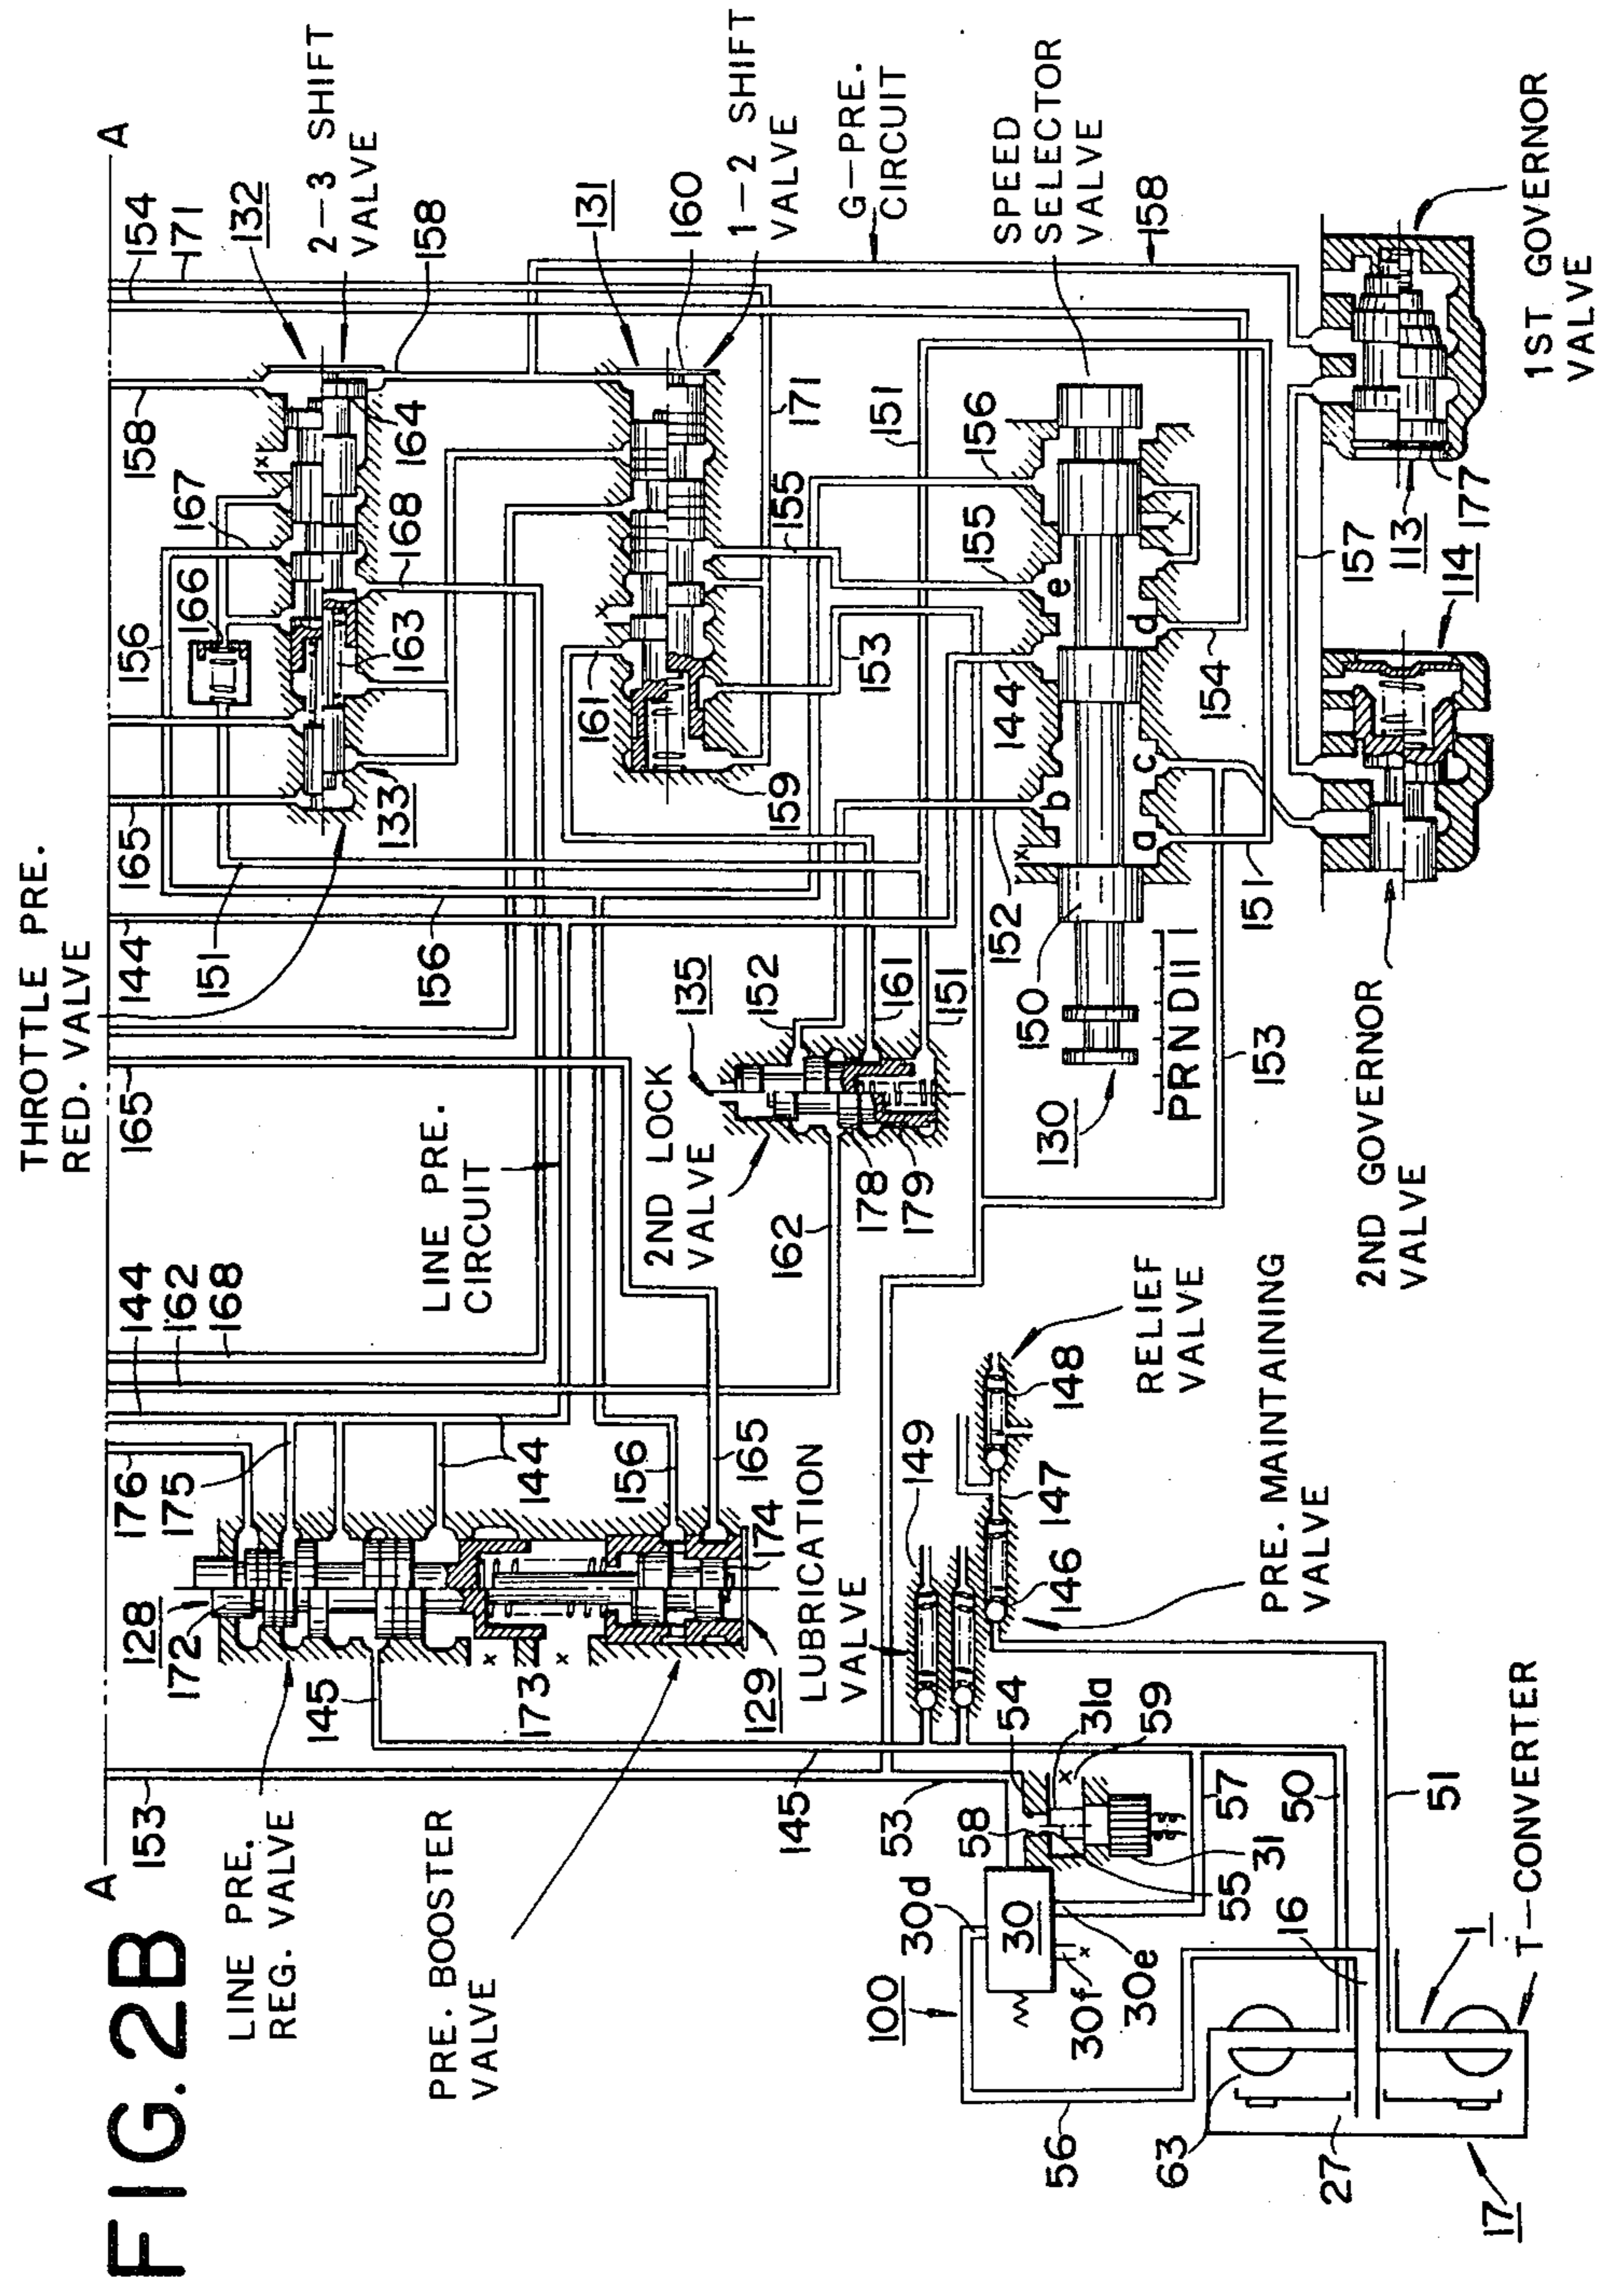 FIG. 2B
A
A
153
176
175
144
162
168
165
THROTTLE PRE.
RED. VALVE
144
151
165
156
156
166
167
158
154
171
132
2–3 SHIFT
VALVE
158
164
168
163
133
LINE PRE.
REG. VALVE
128
172
145
173
144
156
165
174
129
PRE. BOOSTER
VALVE
LINE PRE.
CIRCUIT
2ND LOCK
VALVE
135
152
161
151
162
178
179
131
160
1–2 SHIFT
VALVE
161
159
171
155
153
151
G–PRE.
CIRCUIT
158
SPEED
SELECTOR
VALVE
156
155
144
152
150
154
151
130
PRNDII I
a
b
c
d
e
153
LUBRICATION
VALVE
149
147
148
146
RELIEF
VALVE
PRE. MAINTAINING
VALVE
145
53
54
58
31a
59
31
55
57
50
51
100
30d
30
30e
30f
56
63
27
16
1
17
T–CONVERTER
157
113
177
114
1ST GOVERNOR
VALVE
2ND GOVERNOR
VALVE